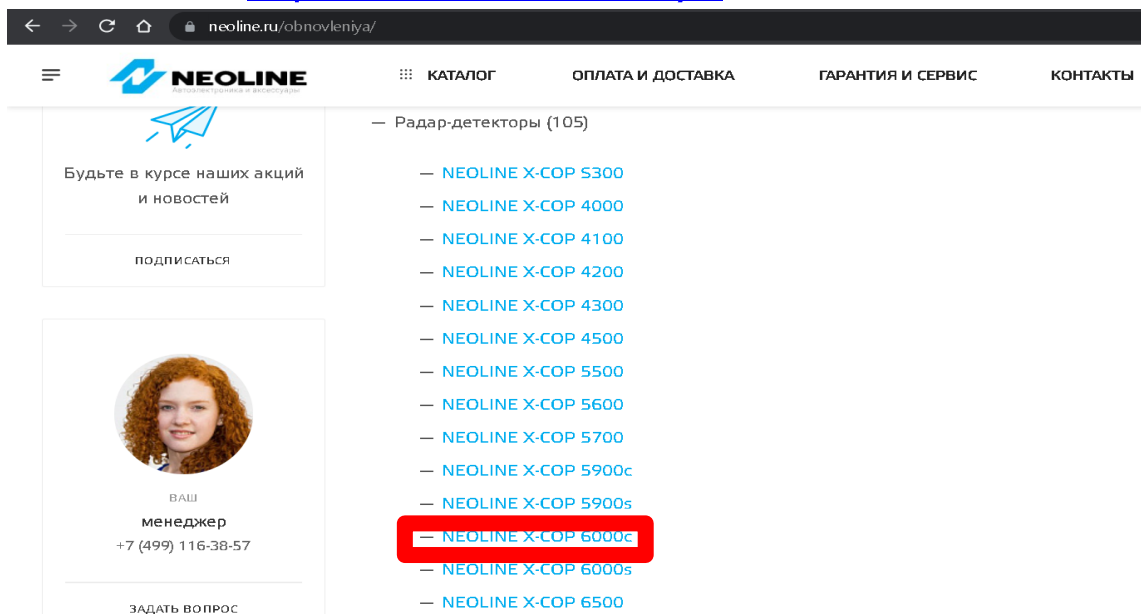 neoline.ru/obnovleniya/
NEOLINE
Автоэлектроника и аксессуары
КАТАЛОГ
ОПЛАТА И ДОСТАВКА
ГАРАНТИЯ И СЕРВИС
КОНТАКТЫ
Будьте в курсе наших акций
и новостей
ПОДПИСАТЬСЯ
ВАШ
менеджер
+7 (499) 116-38-57
ЗАДАТЬ ВОПРОС
— Радар-детекторы (105)
— NEOLINE X-COP S300
— NEOLINE X-COP 4000
— NEOLINE X-COP 4100
— NEOLINE X-COP 4200
— NEOLINE X-COP 4300
— NEOLINE X-COP 4500
— NEOLINE X-COP 5500
— NEOLINE X-COP 5600
— NEOLINE X-COP 5700
— NEOLINE X-COP 5900c
— NEOLINE X-COP 5900s
— NEOLINE X-COP 6000c
— NEOLINE X-COP 6000s
— NEOLINE X-COP 6500